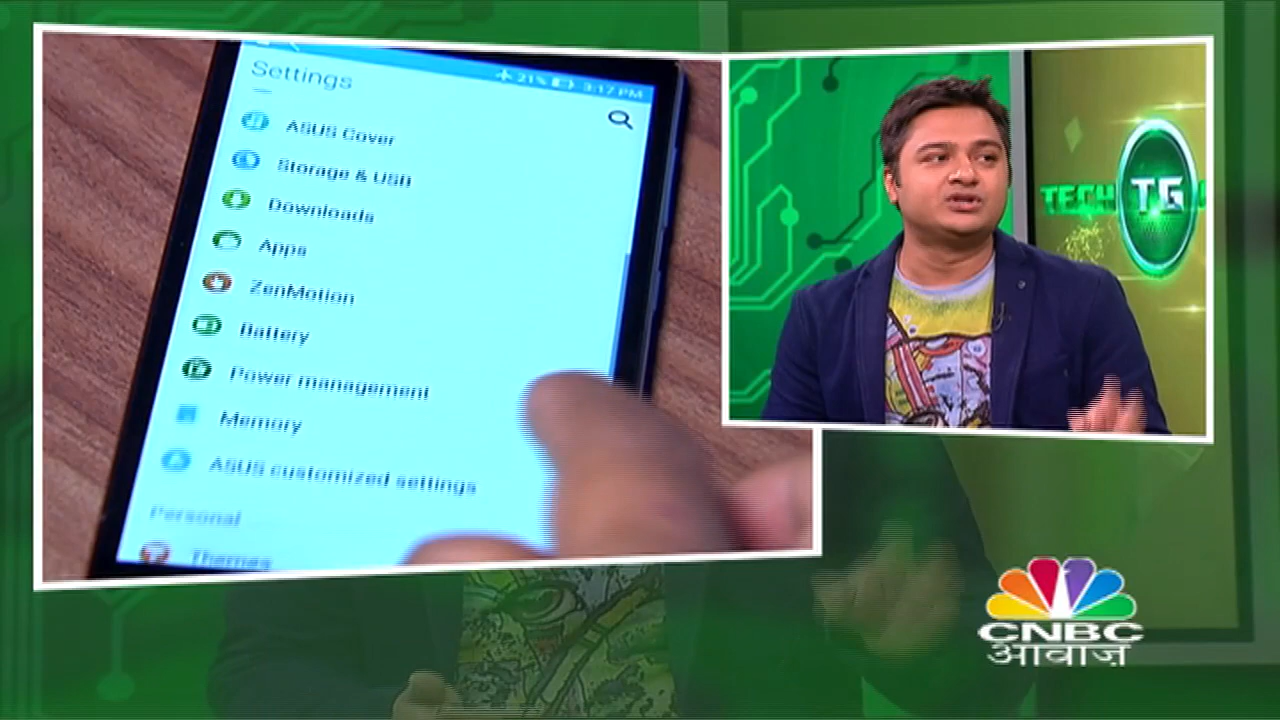 Settings
21% 3:17 PM
ASUS Cover
Storage & USB
Downloads
Apps
ZenMotion
Battery
Power management
Memory
ASUS customized settings
Personal
Themes
TECH TG
CNBC
आवाज़